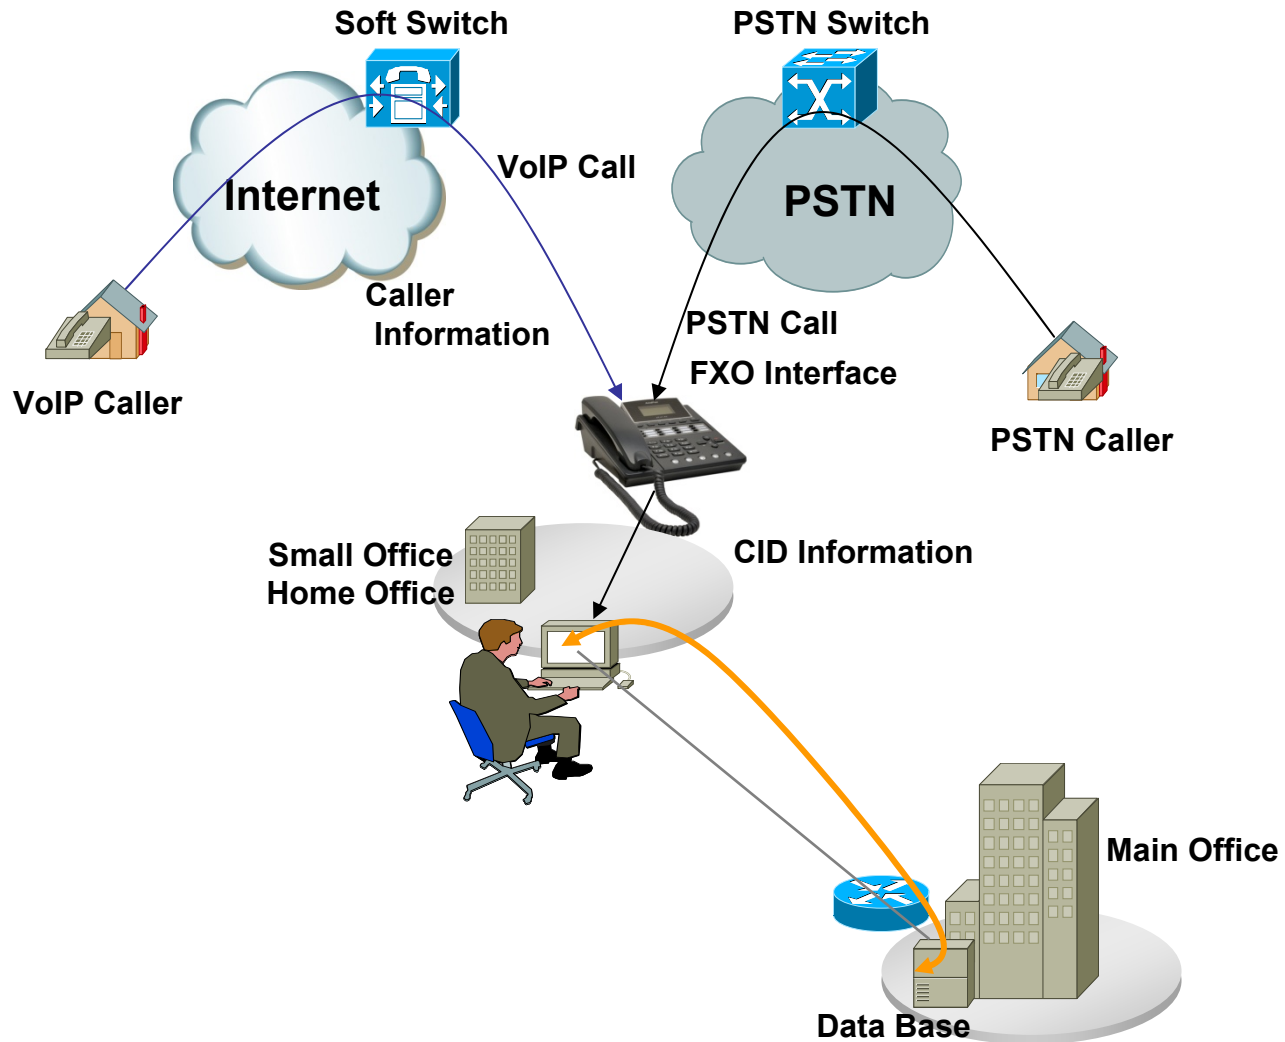 Soft Switch
PSTN Switch
Internet
VoIP Call
PSTN
Caller
Information
PSTN Call
FXO Interface
VoIP Caller
PSTN Caller
Small Office
Home Office
CID Information
Main Office
Data Base